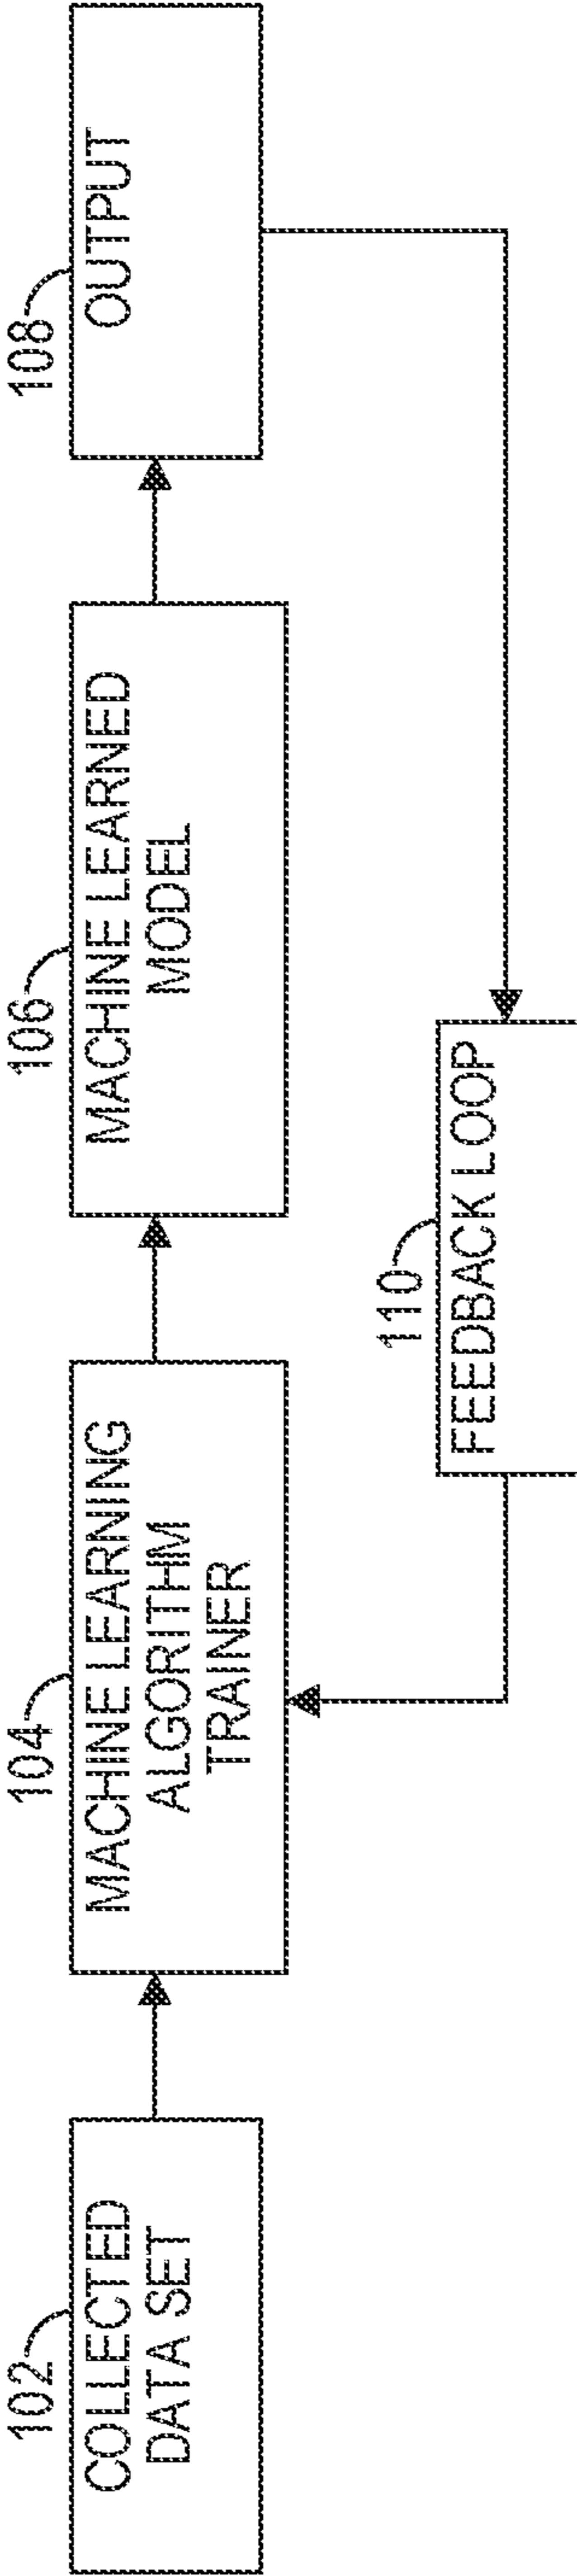 102
COLLECTED
DATA SET
104
MACHINE LEARNING
ALGORITHM
TRAINER
106
MACHINE LEARNED
MODEL
108
OUTPUT
110
FEEDBACK LOOP